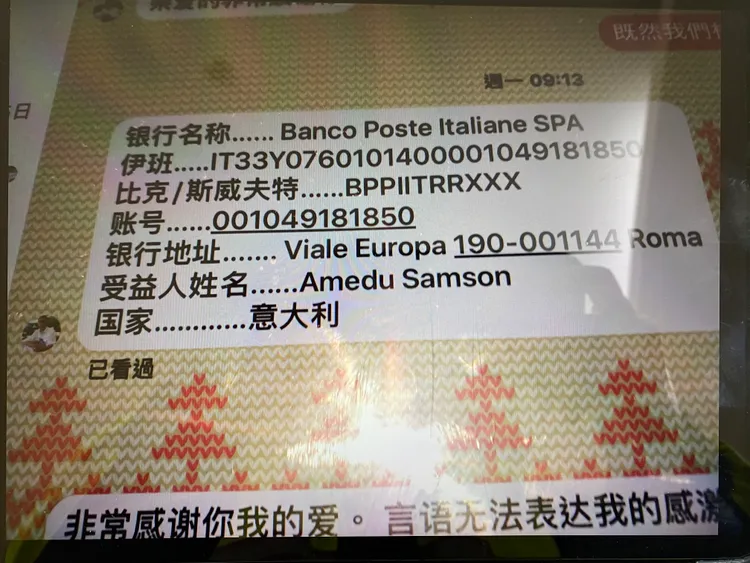 既然我們
日
週一 09:13
银行名称...... Banco Poste Italiane SPA
伊班.....IT33Y0760101400001049181850
比克/斯威夫特......BPPIITRRXXX
账号......001049181850
银行地址....... Viale Europa 190-001144 Roma
受益人姓名......Amedu Samson
国家............意大利
已看過
非常感谢你我的爱。 言语无法表达我的感激